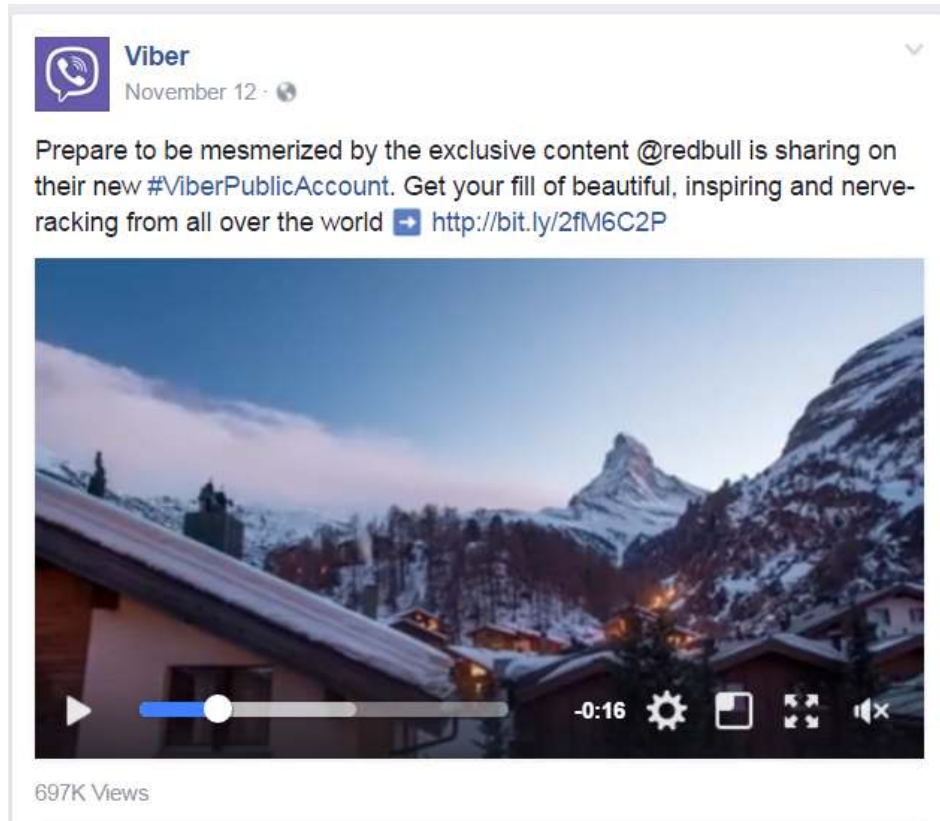 Viber
November 12 ·
Prepare to be mesmerized by the exclusive content @redbull is sharing on
their new #ViberPublicAccount. Get your fill of beautiful, inspiring and nerve-
racking from all over the world ➡ http://bit.ly/2fM6C2P
-0:16
697K Views